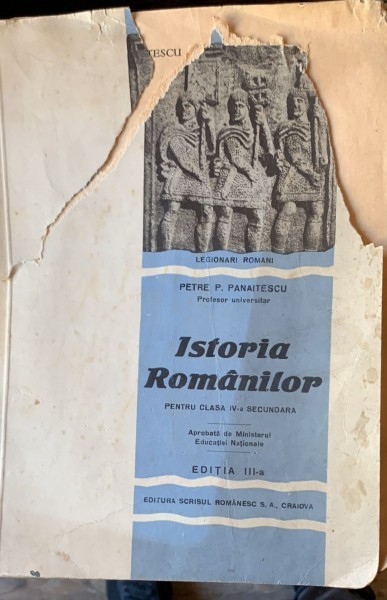 TESCU
LEGIONARI ROMANI
PETRE P. PANAITESCU
Profesor universitar
Istoria
Românilor
PENTRU CLASA IV-a SECUNDARA
Aprobată de Ministerul
Educației Naționale
EDITIA III-a
EDITURA SCRISUL ROMÂNESC S. A., CRAIOVA